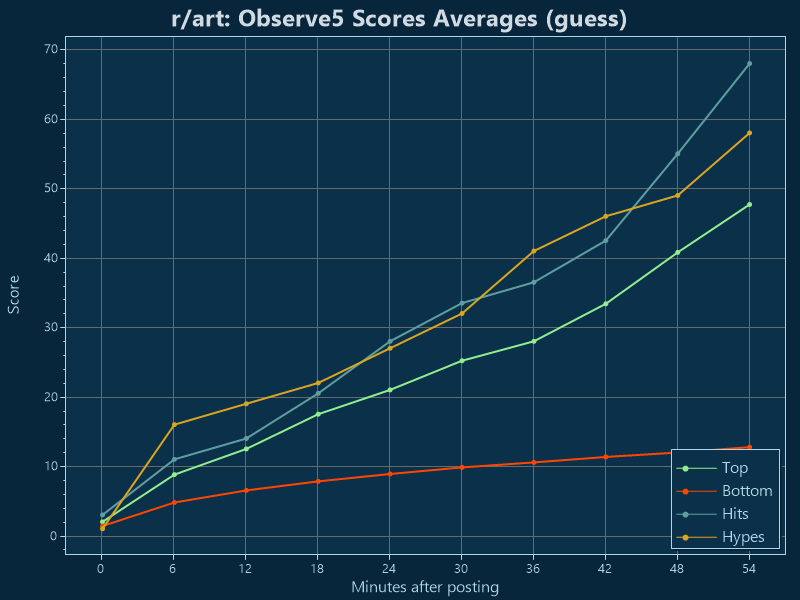 r/art: Observe5 Scores Averages (guess)
70
60
50
40
30
20
10
0
Score
0 6 12 18 24 30 36 42 48 54
Minutes after posting
Top
Bottom
Hits
Hypes